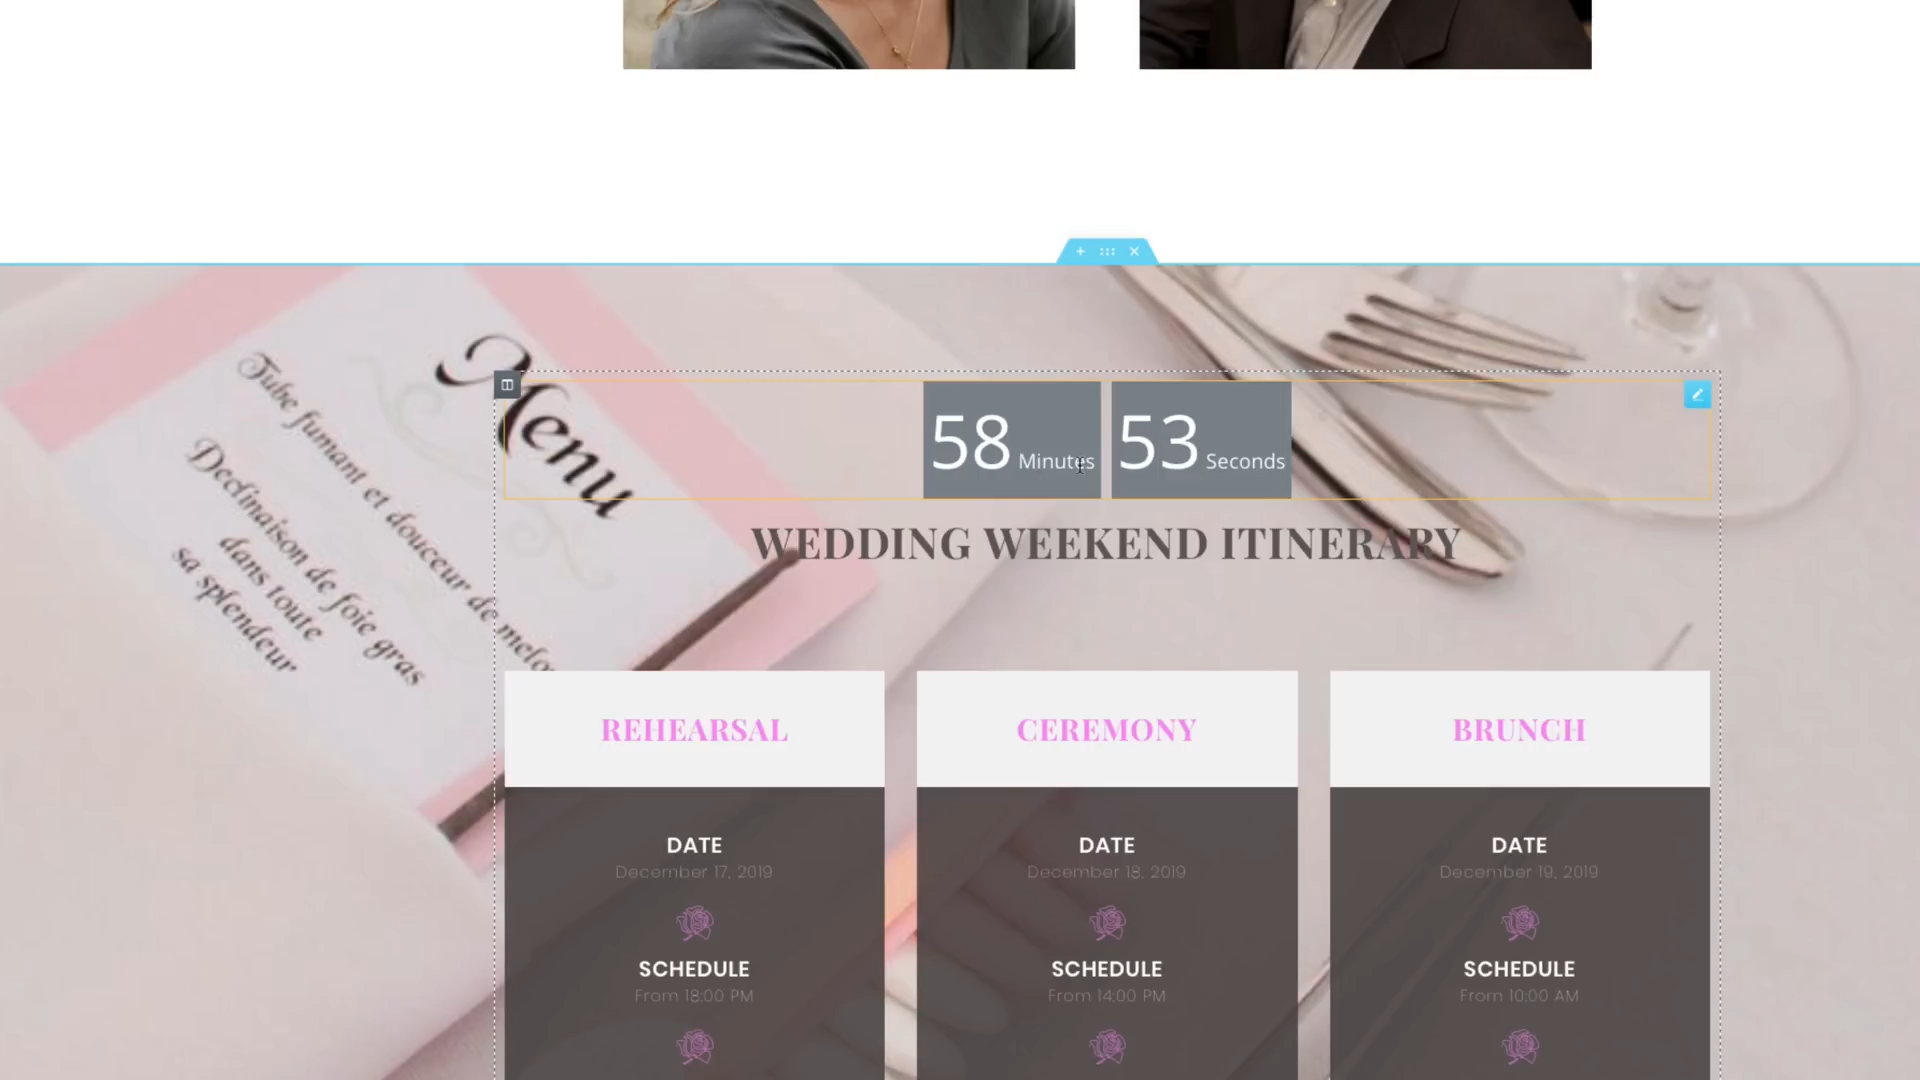 Menu
Tube fumant et douceur de melo
Declinaison de foie gras
dans toute
sa splendeur
58 Minutes 53 Seconds
WEDDING WEEKEND ITINERARY
REHEARSAL CEREMONY BRUNCH
DATE DATE DATE
December 17, 2019 December 18, 2019 December 19, 2019
SCHEDULE SCHEDULE SCHEDULE
From 18:00 PM From 14:00 PM From 10:00 AM